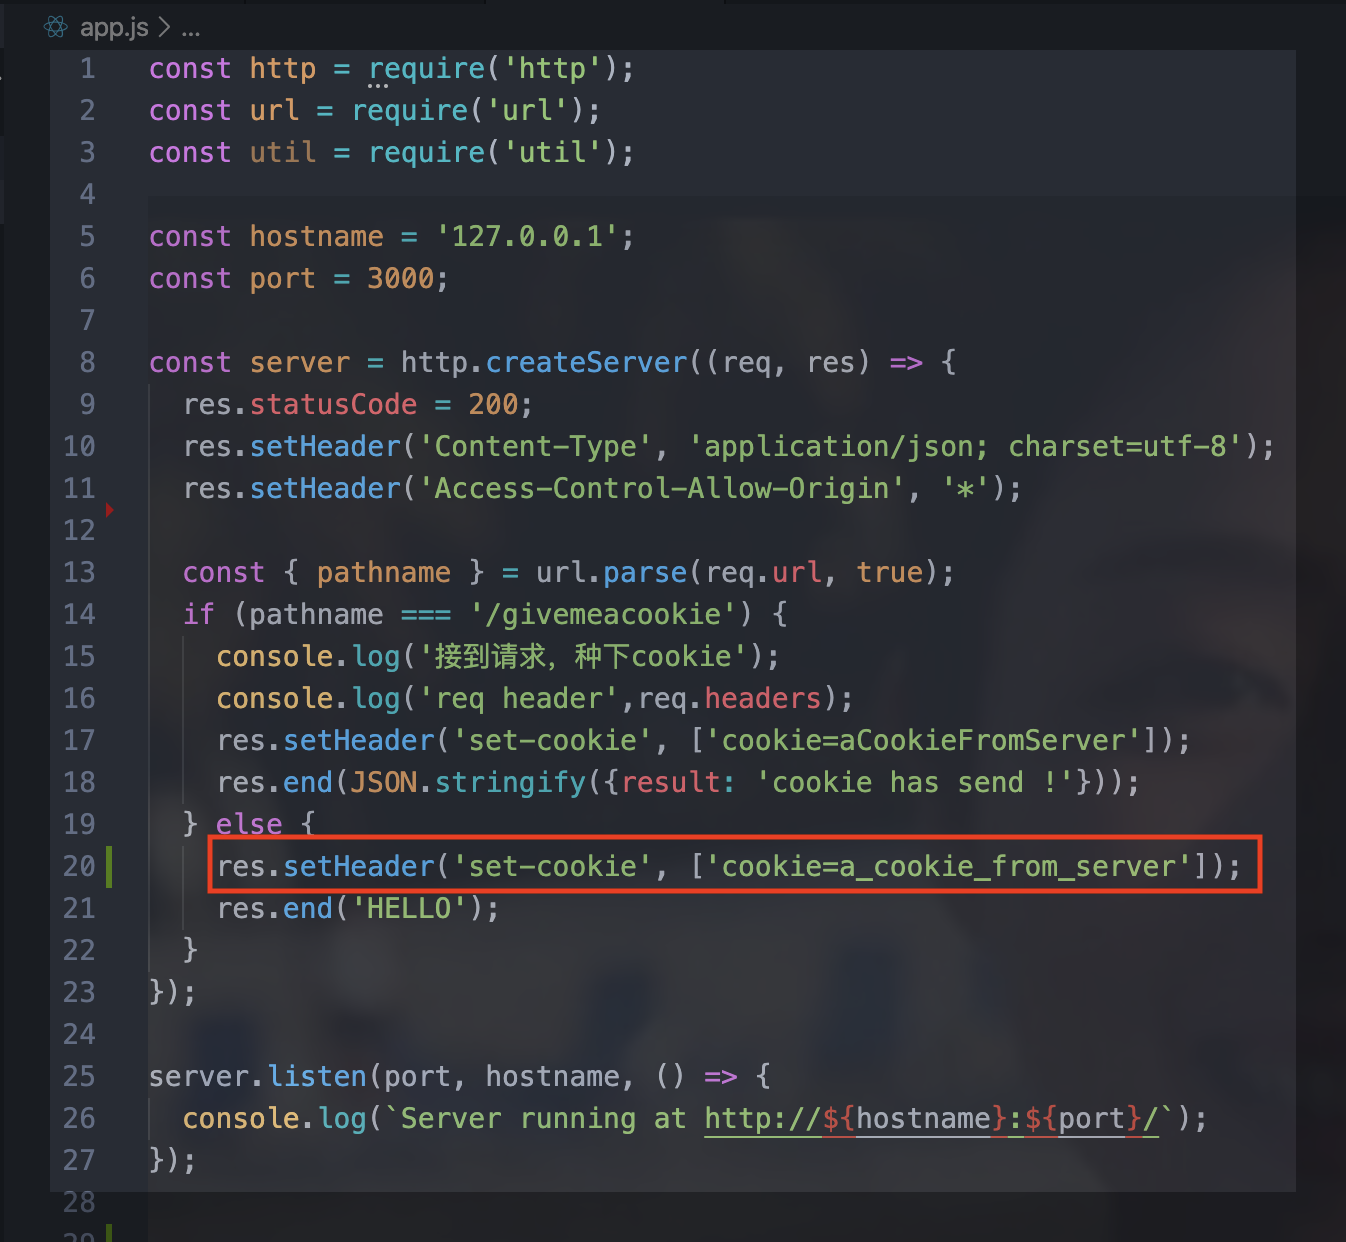 app.js > ...
1 const http = require('http');
2 const url = require('url');
3 const util = require('util');
4
5 const hostname = '127.0.0.1';
6 const port = 3000;
7
8 const server = http.createServer((req, res) => {
9 res.statusCode = 200;
10 res.setHeader('Content-Type', 'application/json; charset=utf-8');
11 res.setHeader('Access-Control-Allow-Origin', '*');
12
13 const { pathname } = url.parse(req.url, true);
14 if (pathname === '/givemeacookie') {
15 console.log('接到请求，种下cookie');
16 console.log('req header',req.headers);
17 res.setHeader('set-cookie', ['cookie=aCookieFromServer']);
18 res.end(JSON.stringify({result: 'cookie has send !'}));
19 } else {
20 res.setHeader('set-cookie', ['cookie=a_cookie_from_server']);
21 res.end('HELLO');
22 }
23 });
24
25 server.listen(port, hostname, () => {
26 console.log(`Server running at http://${hostname}:${port}/`);
27 });
28
29